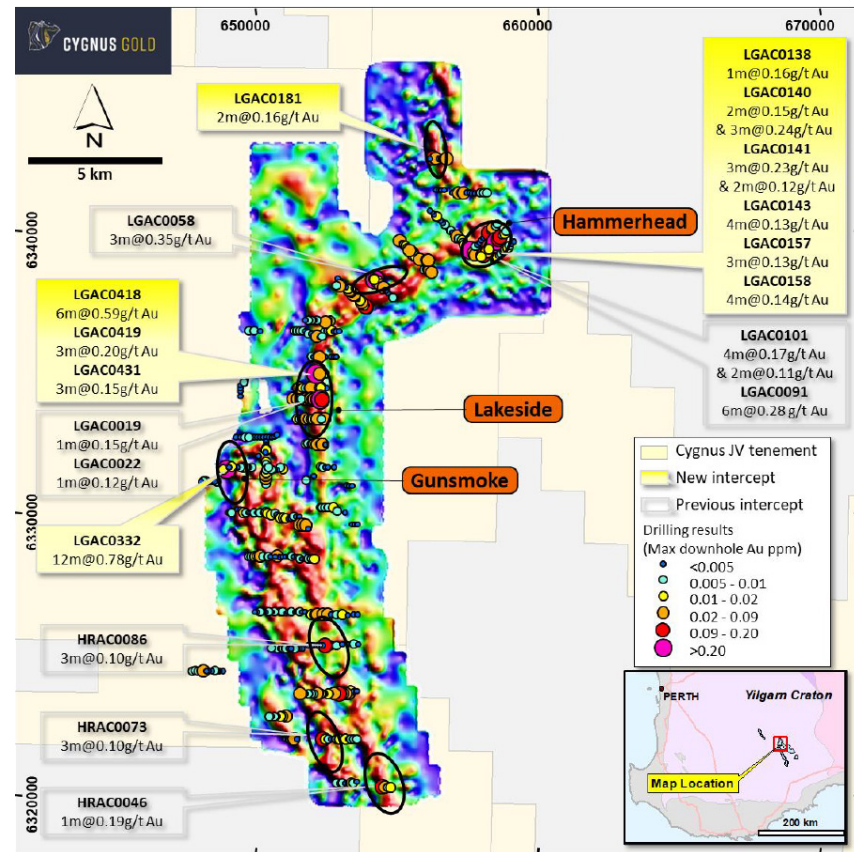 CYGNUS GOLD
650000
660000
670000
N
5 km
6340000
6330000
6320000
LGAC0181
2m@0.16g/t Au
LGAC0058
3m@0.35g/t Au
LGAC0418
6m@0.59g/t Au
LGAC0419
3m@0.20g/t Au
LGAC0431
3m@0.15g/t Au
LGAC0019
1m@0.15g/t Au
LGAC0022
1m@0.12g/t Au
LGAC0332
12m@0.78g/t Au
HRAC0086
3m@0.10g/t Au
HRAC0073
3m@0.10g/t Au
HRAC0046
1m@0.19g/t Au
Hammerhead
Lakeside
Gunsmoke
LGAC0138
1m@0.16g/t Au
LGAC0140
2m@0.15g/t Au
& 3m@0.24g/t Au
LGAC0141
3m@0.23g/t Au
& 2m@0.12g/t Au
LGAC0143
4m@0.13g/t Au
LGAC0157
3m@0.13g/t Au
LGAC0158
4m@0.14g/t Au
LGAC0101
4m@0.17g/t Au
& 2m@0.11g/t Au
LGAC0091
6m@0.28g/t Au
Cygnus JV tenement
New intercept
Previous intercept
Drilling results
(Max downhole Au ppm)
<0.005
0.005 - 0.01
0.01 - 0.02
0.02 - 0.09
0.09 - 0.20
>0.20
PERTH
Yilgarn Craton
Map Location
200 km